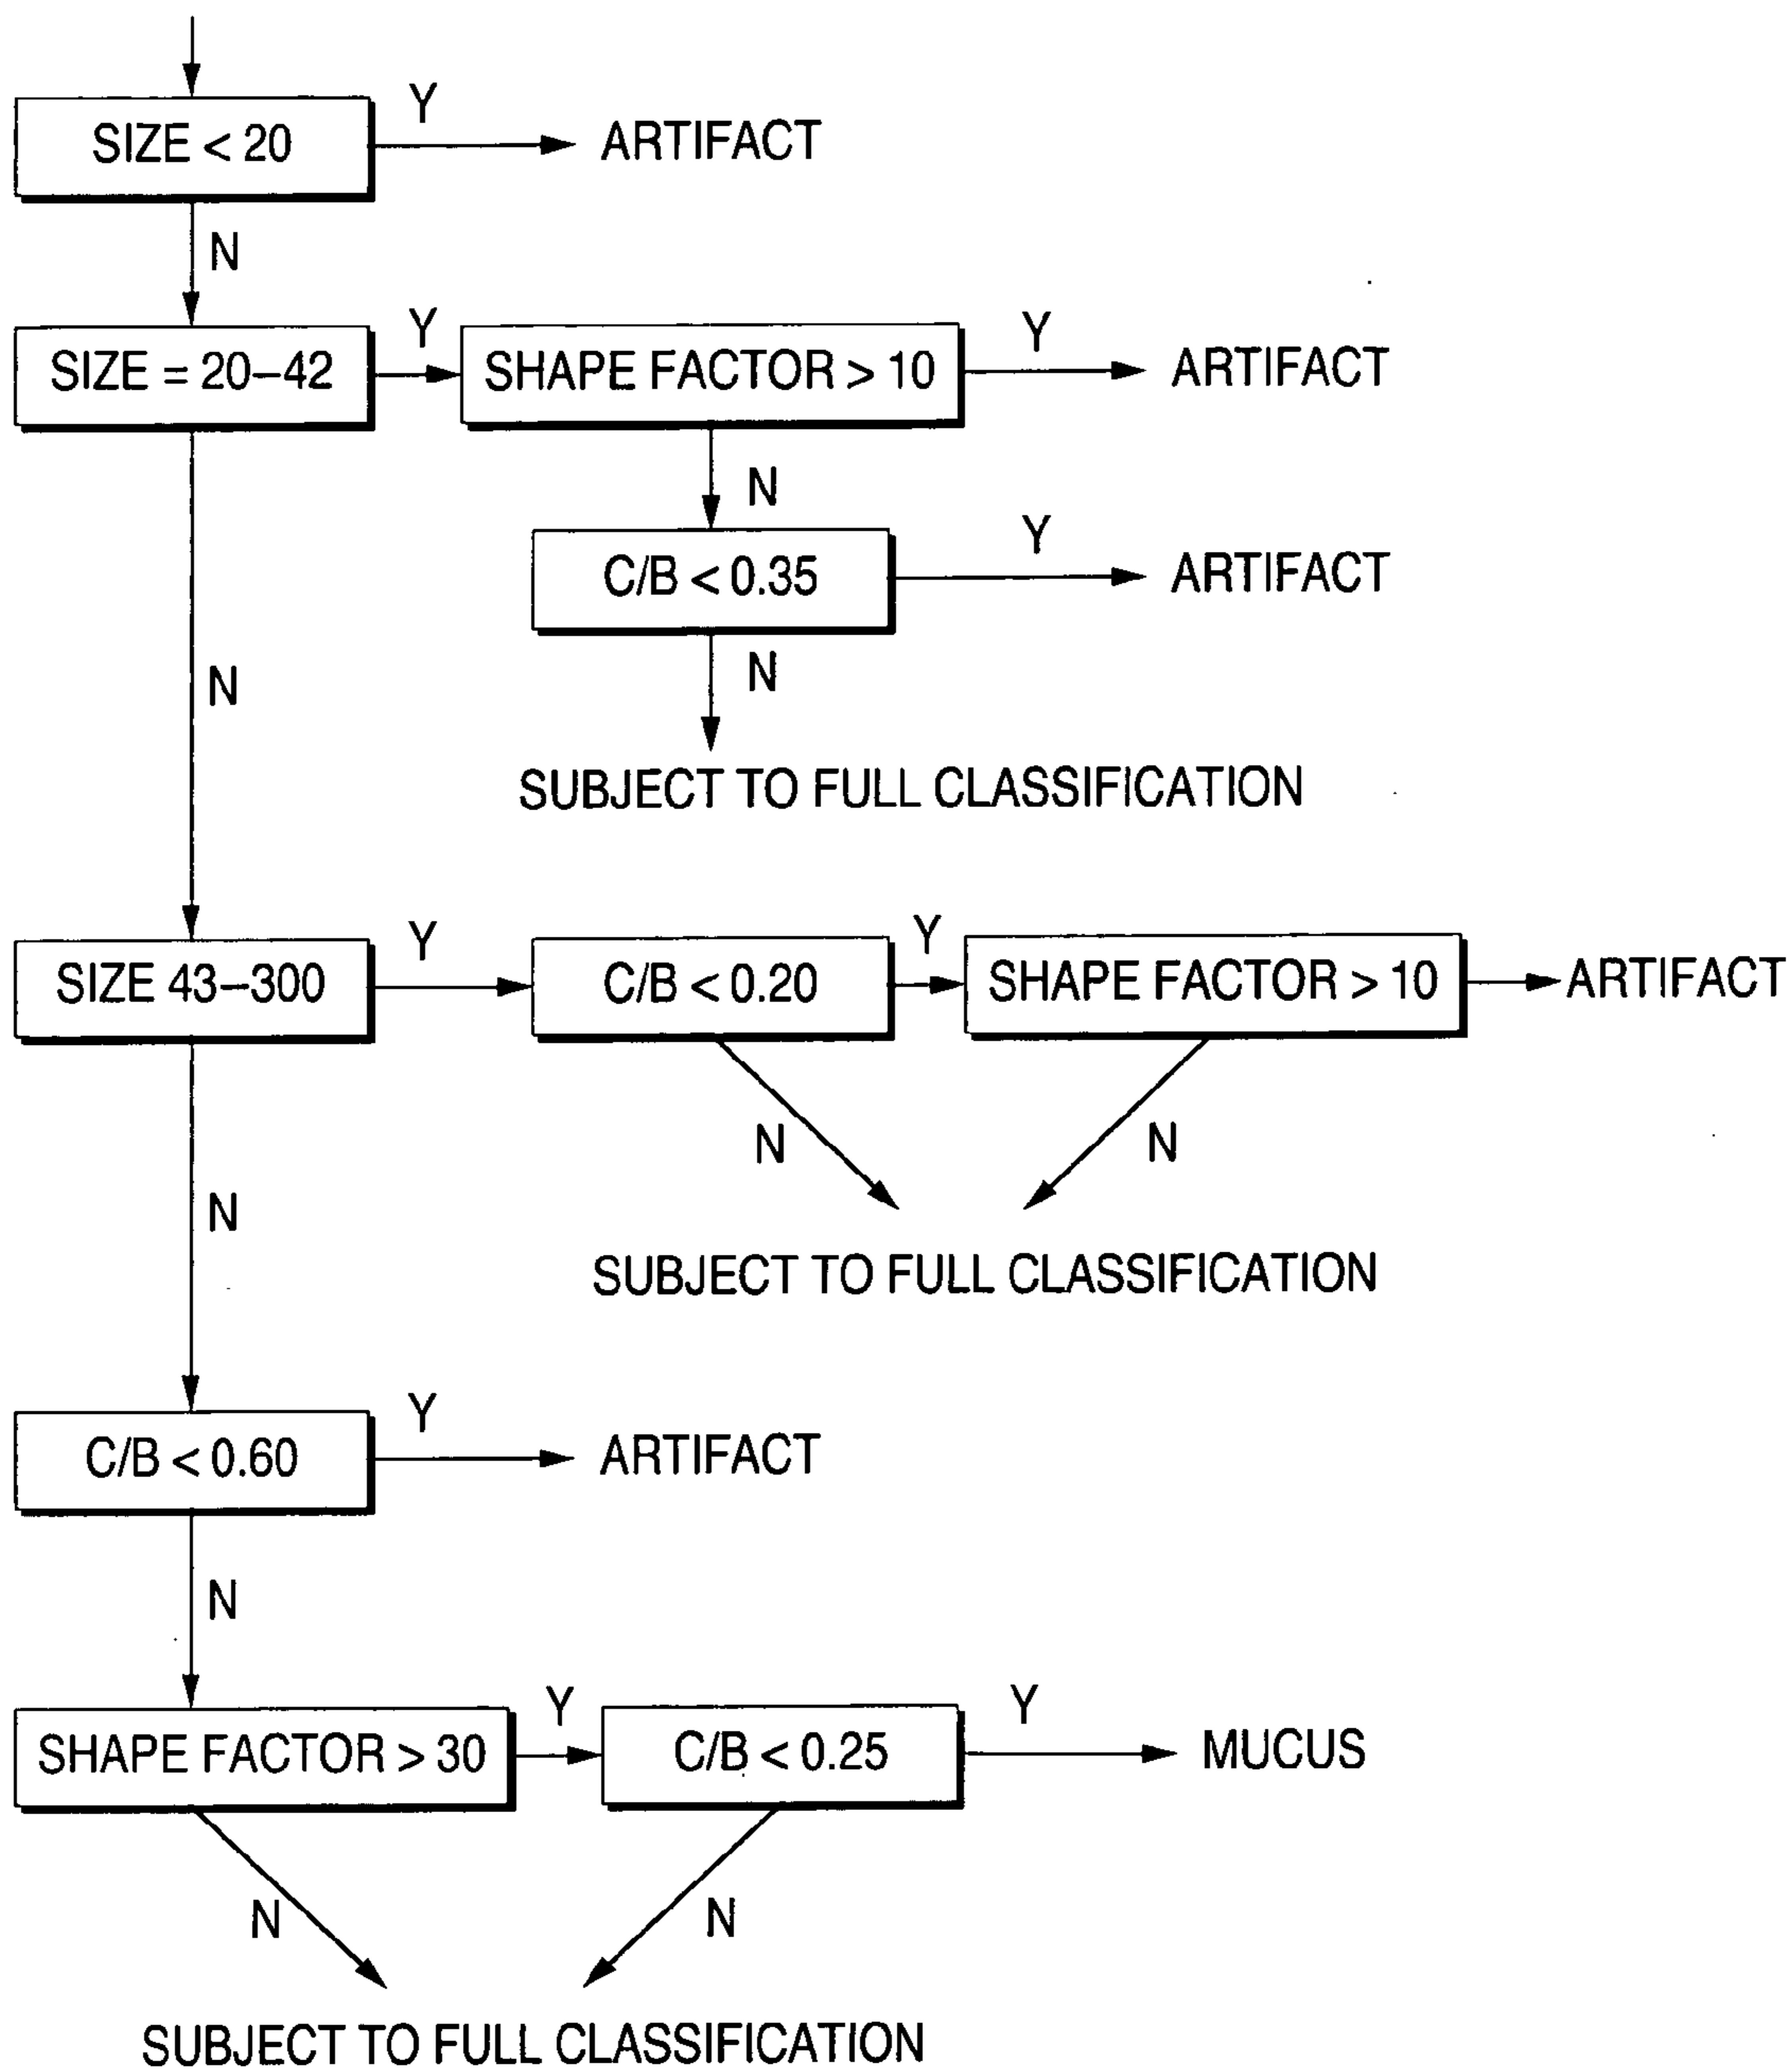 Y
SIZE < 20
ARTIFACT
N
Y
Y
SIZE = 20–42
SHAPE FACTOR > 10
ARTIFACT
N
Y
C/B < 0.35
ARTIFACT
N
N
SUBJECT TO FULL CLASSIFICATION
Y
Y
SIZE 43–300
C/B < 0.20
SHAPE FACTOR > 10
ARTIFACT
N
N
N
SUBJECT TO FULL CLASSIFICATION
Y
C/B < 0.60
ARTIFACT
N
Y
Y
SHAPE FACTOR > 30
C/B < 0.25
MUCUS
N
N
SUBJECT TO FULL CLASSIFICATION